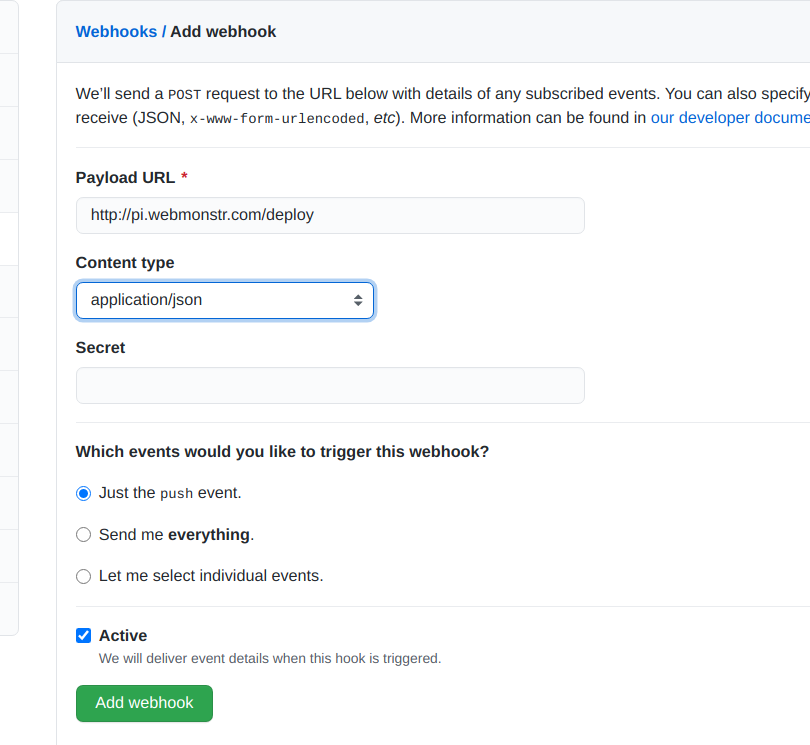 Webhooks / Add webhook
We’ll send a POST request to the URL below with details of any subscribed events. You can also specify
receive (JSON, x-www-form-urlencoded, etc). More information can be found in our developer docume
Payload URL *
http://pi.webmonstr.com/deploy
Content type
application/json
Secret
Which events would you like to trigger this webhook?
Just the push event.
Send me everything.
Let me select individual events.
Active
We will deliver event details when this hook is triggered.
Add webhook